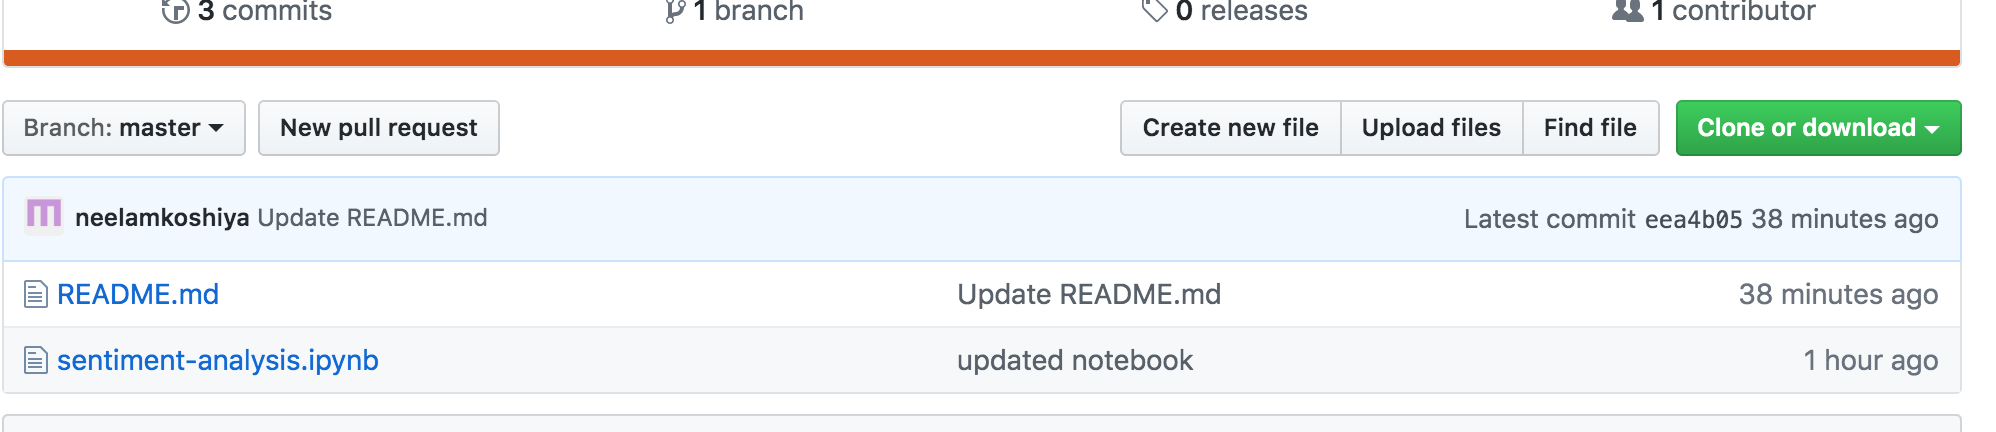 3 commits 1 branch 0 releases 1 contributor
Branch: master New pull request Create new file Upload files Find file Clone or download
neelamkoshiya Update README.md Latest commit eea4b05 38 minutes ago
README.md Update README.md 38 minutes ago
sentiment-analysis.ipynb updated notebook 1 hour ago